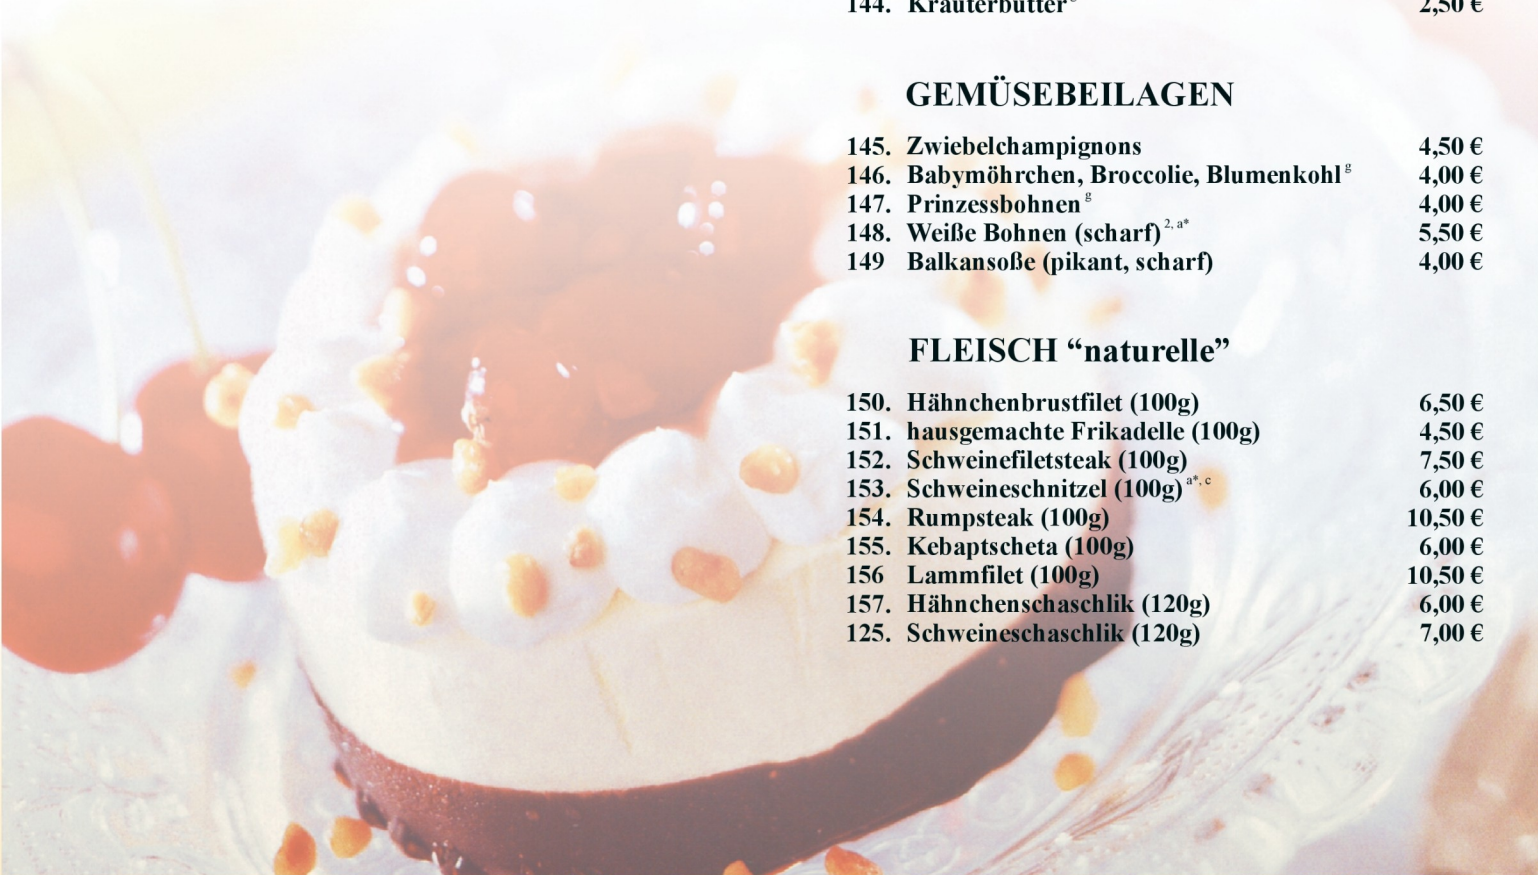 144. Kräuterbutter g 2,50 €
GEMÜSEBEILAGEN
145. Zwiebelchampignons 4,50 €
146. Babymöhrchen, Broccolie, Blumenkohl g 4,00 €
147. Prinzessbohnen g 4,00 €
148. Weiße Bohnen (scharf) 2, a* 5,50 €
149 Balkansoße (pikant, scharf) 4,00 €
FLEISCH “naturelle”
150. Hähnchenbrustfilet (100g) 6,50 €
151. hausgemachte Frikadelle (100g) 4,50 €
152. Schweinefiletsteak (100g) 7,50 €
153. Schweineschnitzel (100g) a*, c 6,00 €
154. Rumpsteak (100g) 10,50 €
155. Kebaptscheta (100g) 6,00 €
156 Lammfilet (100g) 10,50 €
157. Hähnchenschaschlik (120g) 6,00 €
125. Schweineschaschlik (120g) 7,00 €